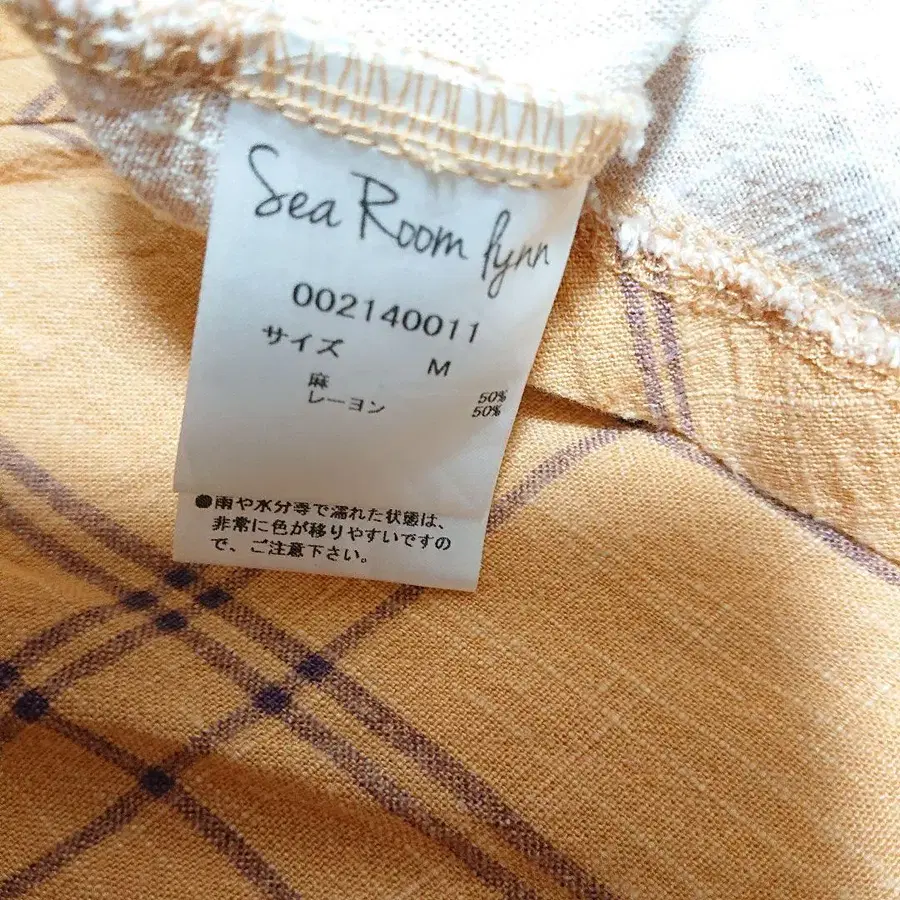 Sea Room lynn
002140011
サイズ M
麻 50%
レーヨン 50%
●雨や水分等で濡れた状態は、
非常に色が移りやすいですの
で、ご注意下さい。